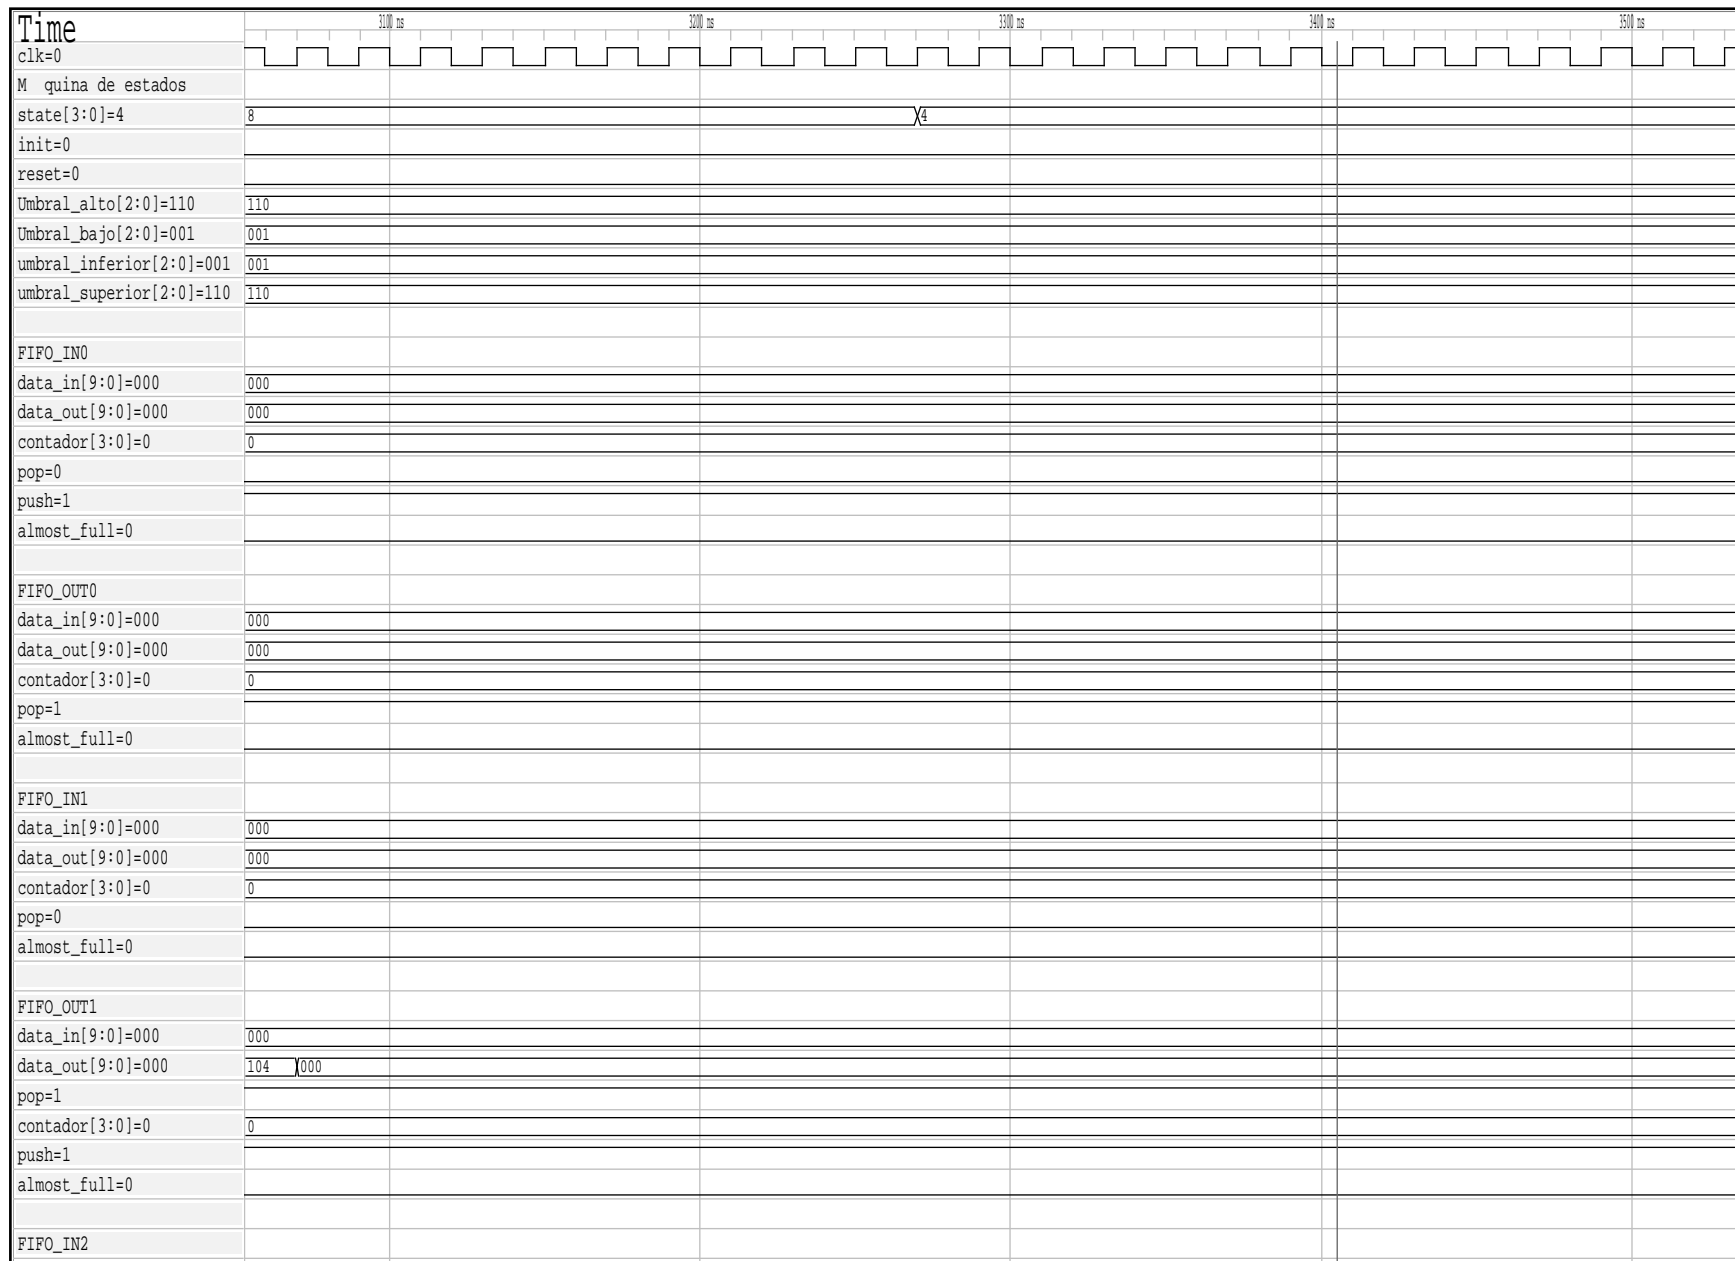 Time 3100 ns 3200 ns 3300 ns 3400 ns 3500 ns
clk=0
M quina de estados
state[3:0]=4 8 4
init=0
reset=0
Umbral_alto[2:0]=110 110
Umbral_bajo[2:0]=001 001
umbral_inferior[2:0]=001 001
umbral_superior[2:0]=110 110
FIFO_IN0
data_in[9:0]=000 000
data_out[9:0]=000 000
contador[3:0]=0 0
pop=0
push=1
almost_full=0
FIFO_OUT0
data_in[9:0]=000 000
data_out[9:0]=000 000
contador[3:0]=0 0
pop=1
almost_full=0
FIFO_IN1
data_in[9:0]=000 000
data_out[9:0]=000 000
contador[3:0]=0 0
pop=0
almost_full=0
FIFO_OUT1
data_in[9:0]=000 000
data_out[9:0]=000 104 000
pop=1
contador[3:0]=0 0
push=1
almost_full=0
FIFO_IN2